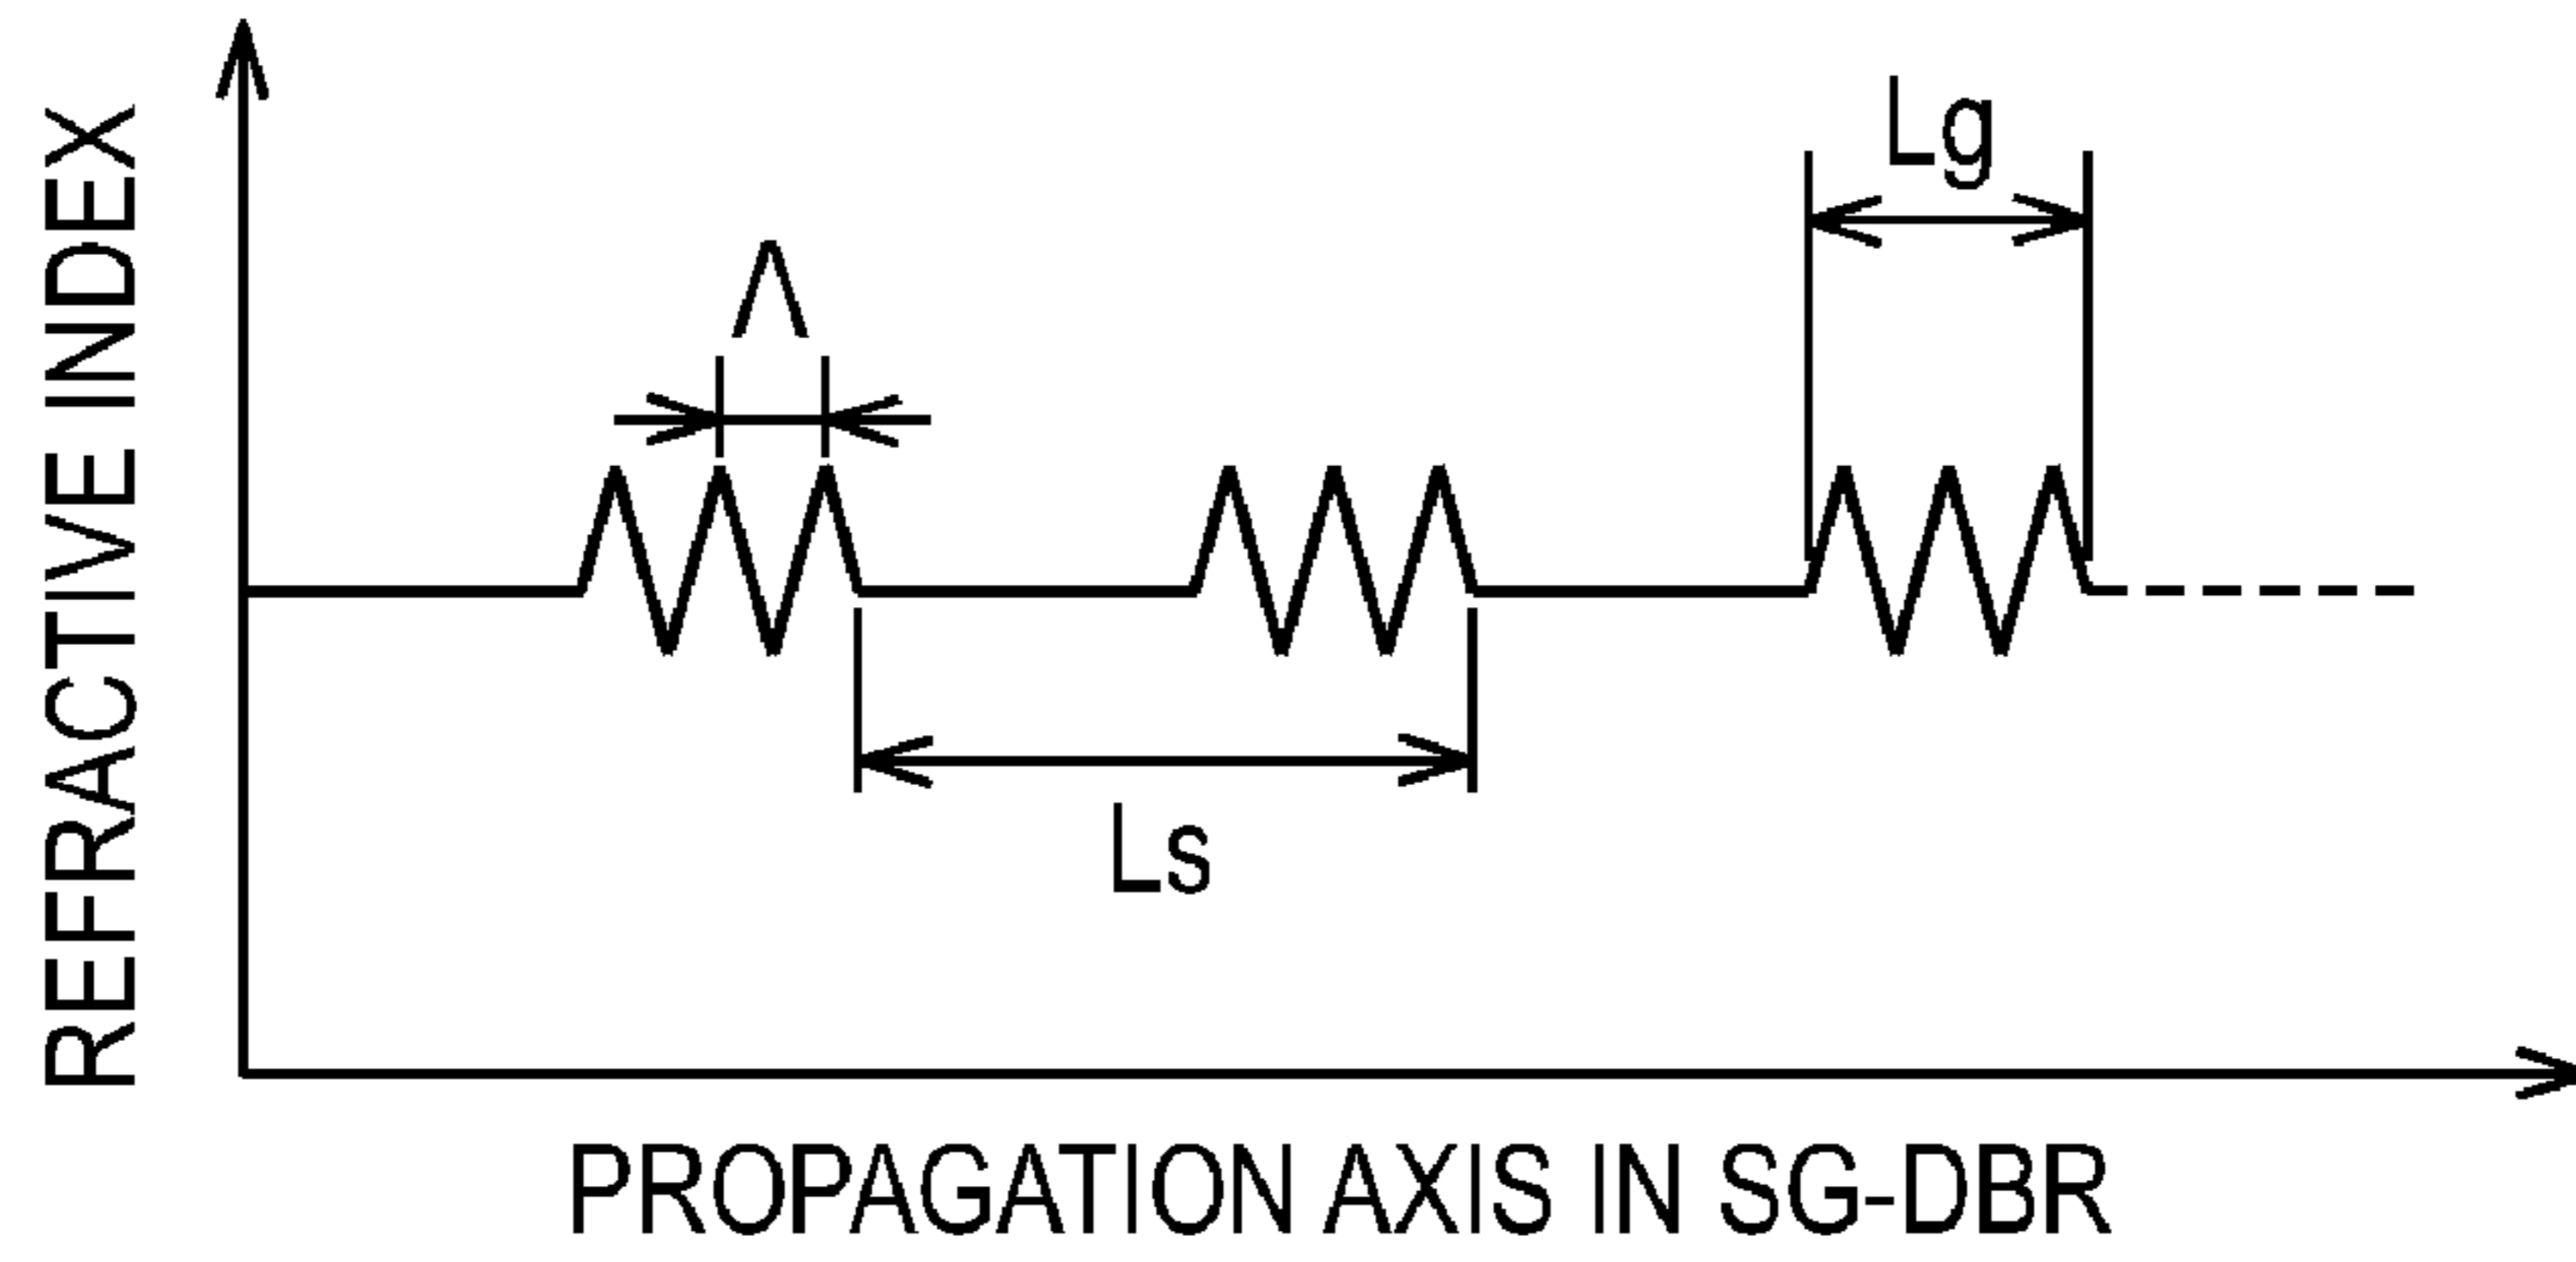 REFRACTIVE INDEX
Lg
Λ
Ls
PROPAGATION AXIS IN SG-DBR